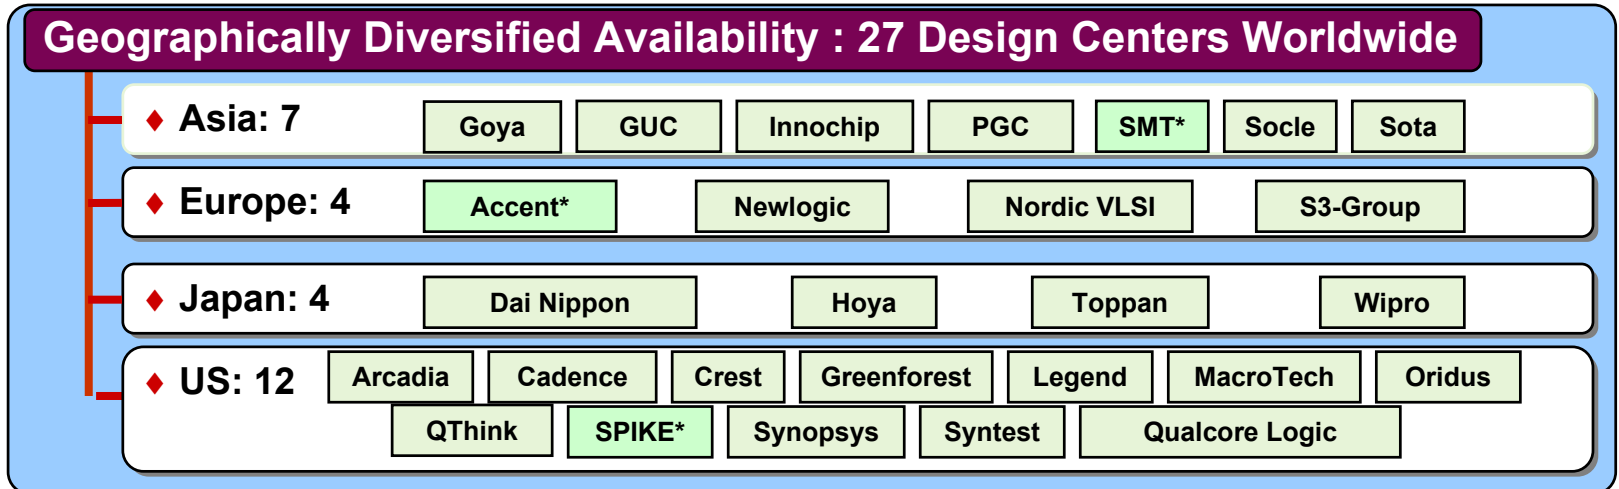 Geographically Diversified Availability : 27 Design Centers Worldwide
♦ Asia: 7 Goya GUC Innochip PGC SMT* Socle Sota
♦ Europe: 4 Accent* Newlogic Nordic VLSI S3-Group
♦ Japan: 4 Dai Nippon Hoya Toppan Wipro
♦ US: 12 Arcadia Cadence Crest Greenforest Legend MacroTech Oridus
QThink SPIKE* Synopsys Syntest Qualcore Logic